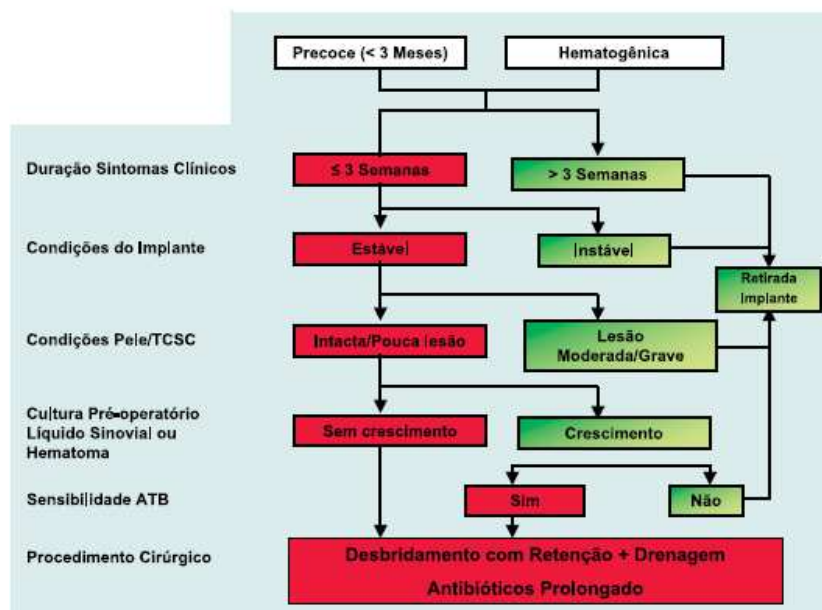 Precoce (< 3 Meses)
Hematogênica
Duração Sintomas Clínicos
≤ 3 Semanas
> 3 Semanas
Condições do Implante
Estável
Instável
Retirada
Implante
Condições Pele/TCSC
Intacta/Pouca lesão
Lesão
Moderada/Grave
Cultura Pré-operatório
Líquido Sinovial ou
Hematoma
Sem crescimento
Crescimento
Sensibilidade ATB
Sim
Não
Procedimento Cirúrgico
Desbridamento com Retenção + Drenagem
Antibióticos Prolongado